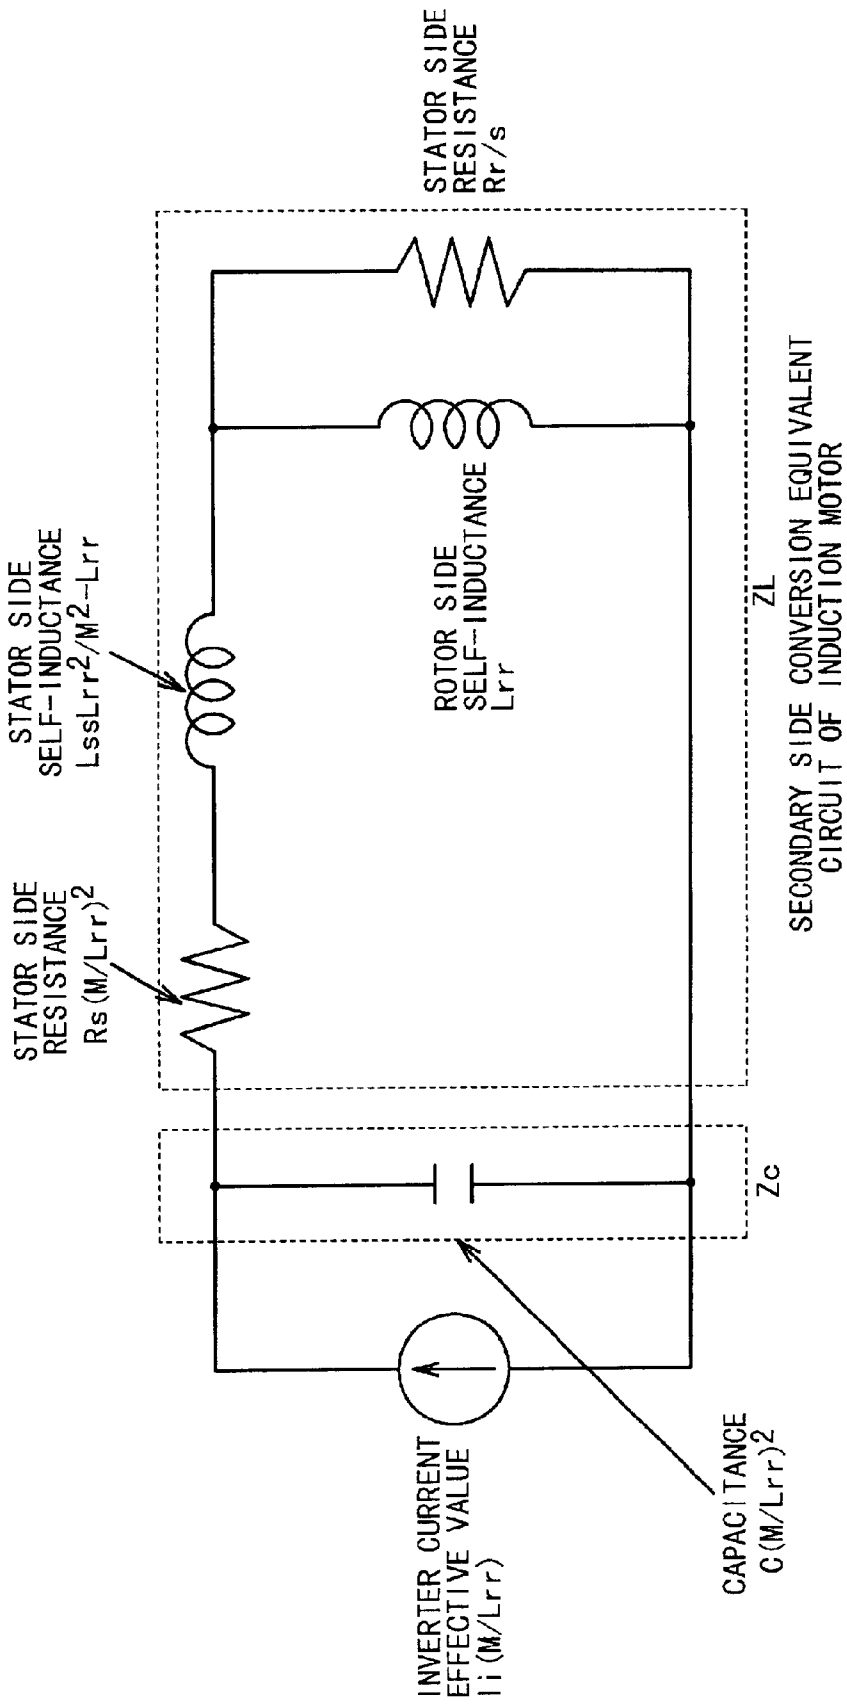 INVERTER CURRENT
EFFECTIVE VALUE
Ii(M/Lrr)
CAPACITANCE
C(M/Lrr)²
Zc
STATOR SIDE
RESISTANCE
Rs(M/Lrr)²
STATOR SIDE
SELF-INDUCTANCE
LssLrr²/M²-Lrr
ROTOR SIDE
SELF-INDUCTANCE
Lrr
STATOR SIDE
RESISTANCE
Rr/s
ZL
SECONDARY SIDE CONVERSION EQUIVALENT
CIRCUIT OF INDUCTION MOTOR